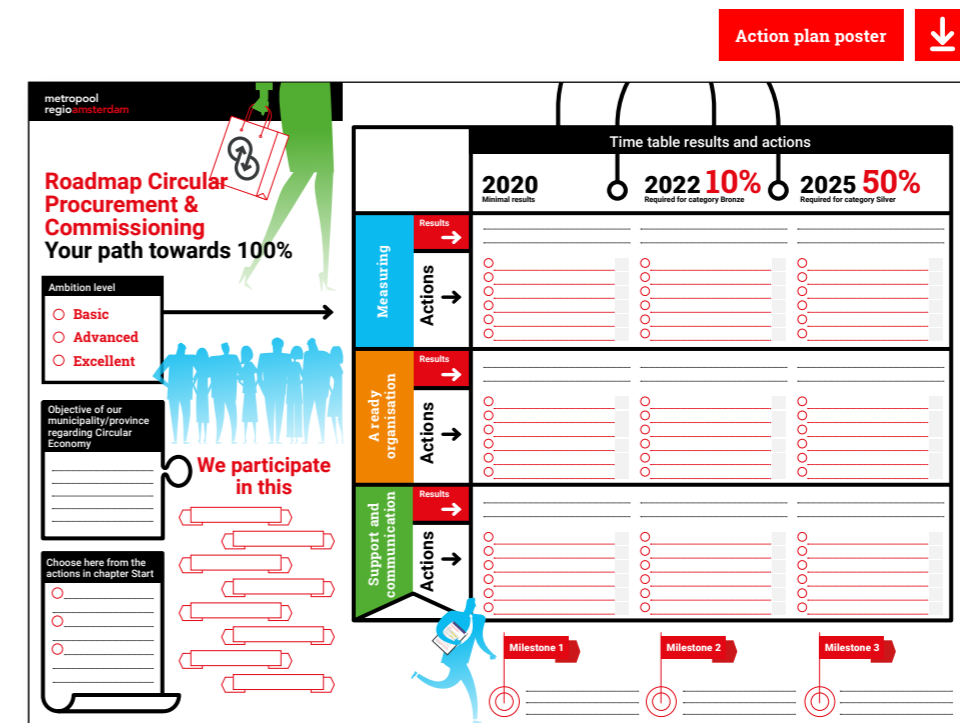 Action plan poster
metropool
regioamsterdam
Roadmap Circular
Procurement &
Commissioning
Your path towards 100%
Ambition level
Basic
Advanced
Excellent
Objective of our
municipality/province
regarding Circular
Economy
We participate
in this
Choose here from the
actions in chapter Start
Time table results and actions
2020
Minimal results
2022 10%
Required for category Bronze
2025 50%
Required for category Silver
Measuring
Results
Actions
A ready
organisation
Results
Actions
Support and
communication
Results
Actions
Milestone 1
Milestone 2
Milestone 3